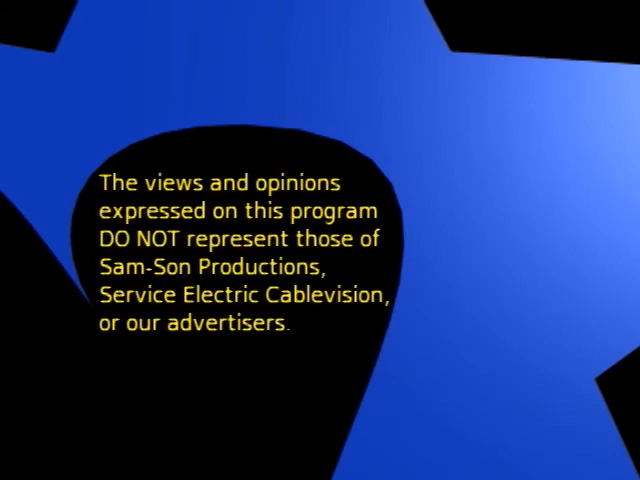 The views and opinions
expressed on this program
DO NOT represent those of
Sam-Son Productions,
Service Electric Cablevision,
or our advertisers.